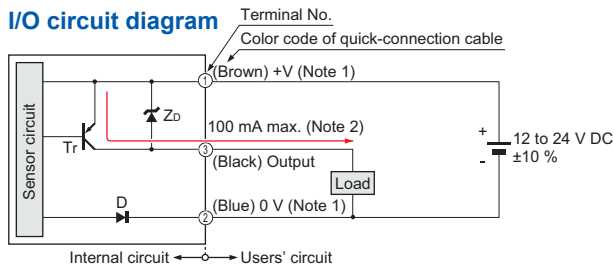 I/O circuit diagram
Terminal No.
Color code of quick-connection cable
1 (Brown) +V (Note 1)
Sensor circuit
Tr
ZD
100 mA max. (Note 2)
3
(Black) Output
+
-
12 to 24 V DC
±10 %
Load
D
2 (Blue) 0 V (Note 1)
Internal circuit Users' circuit